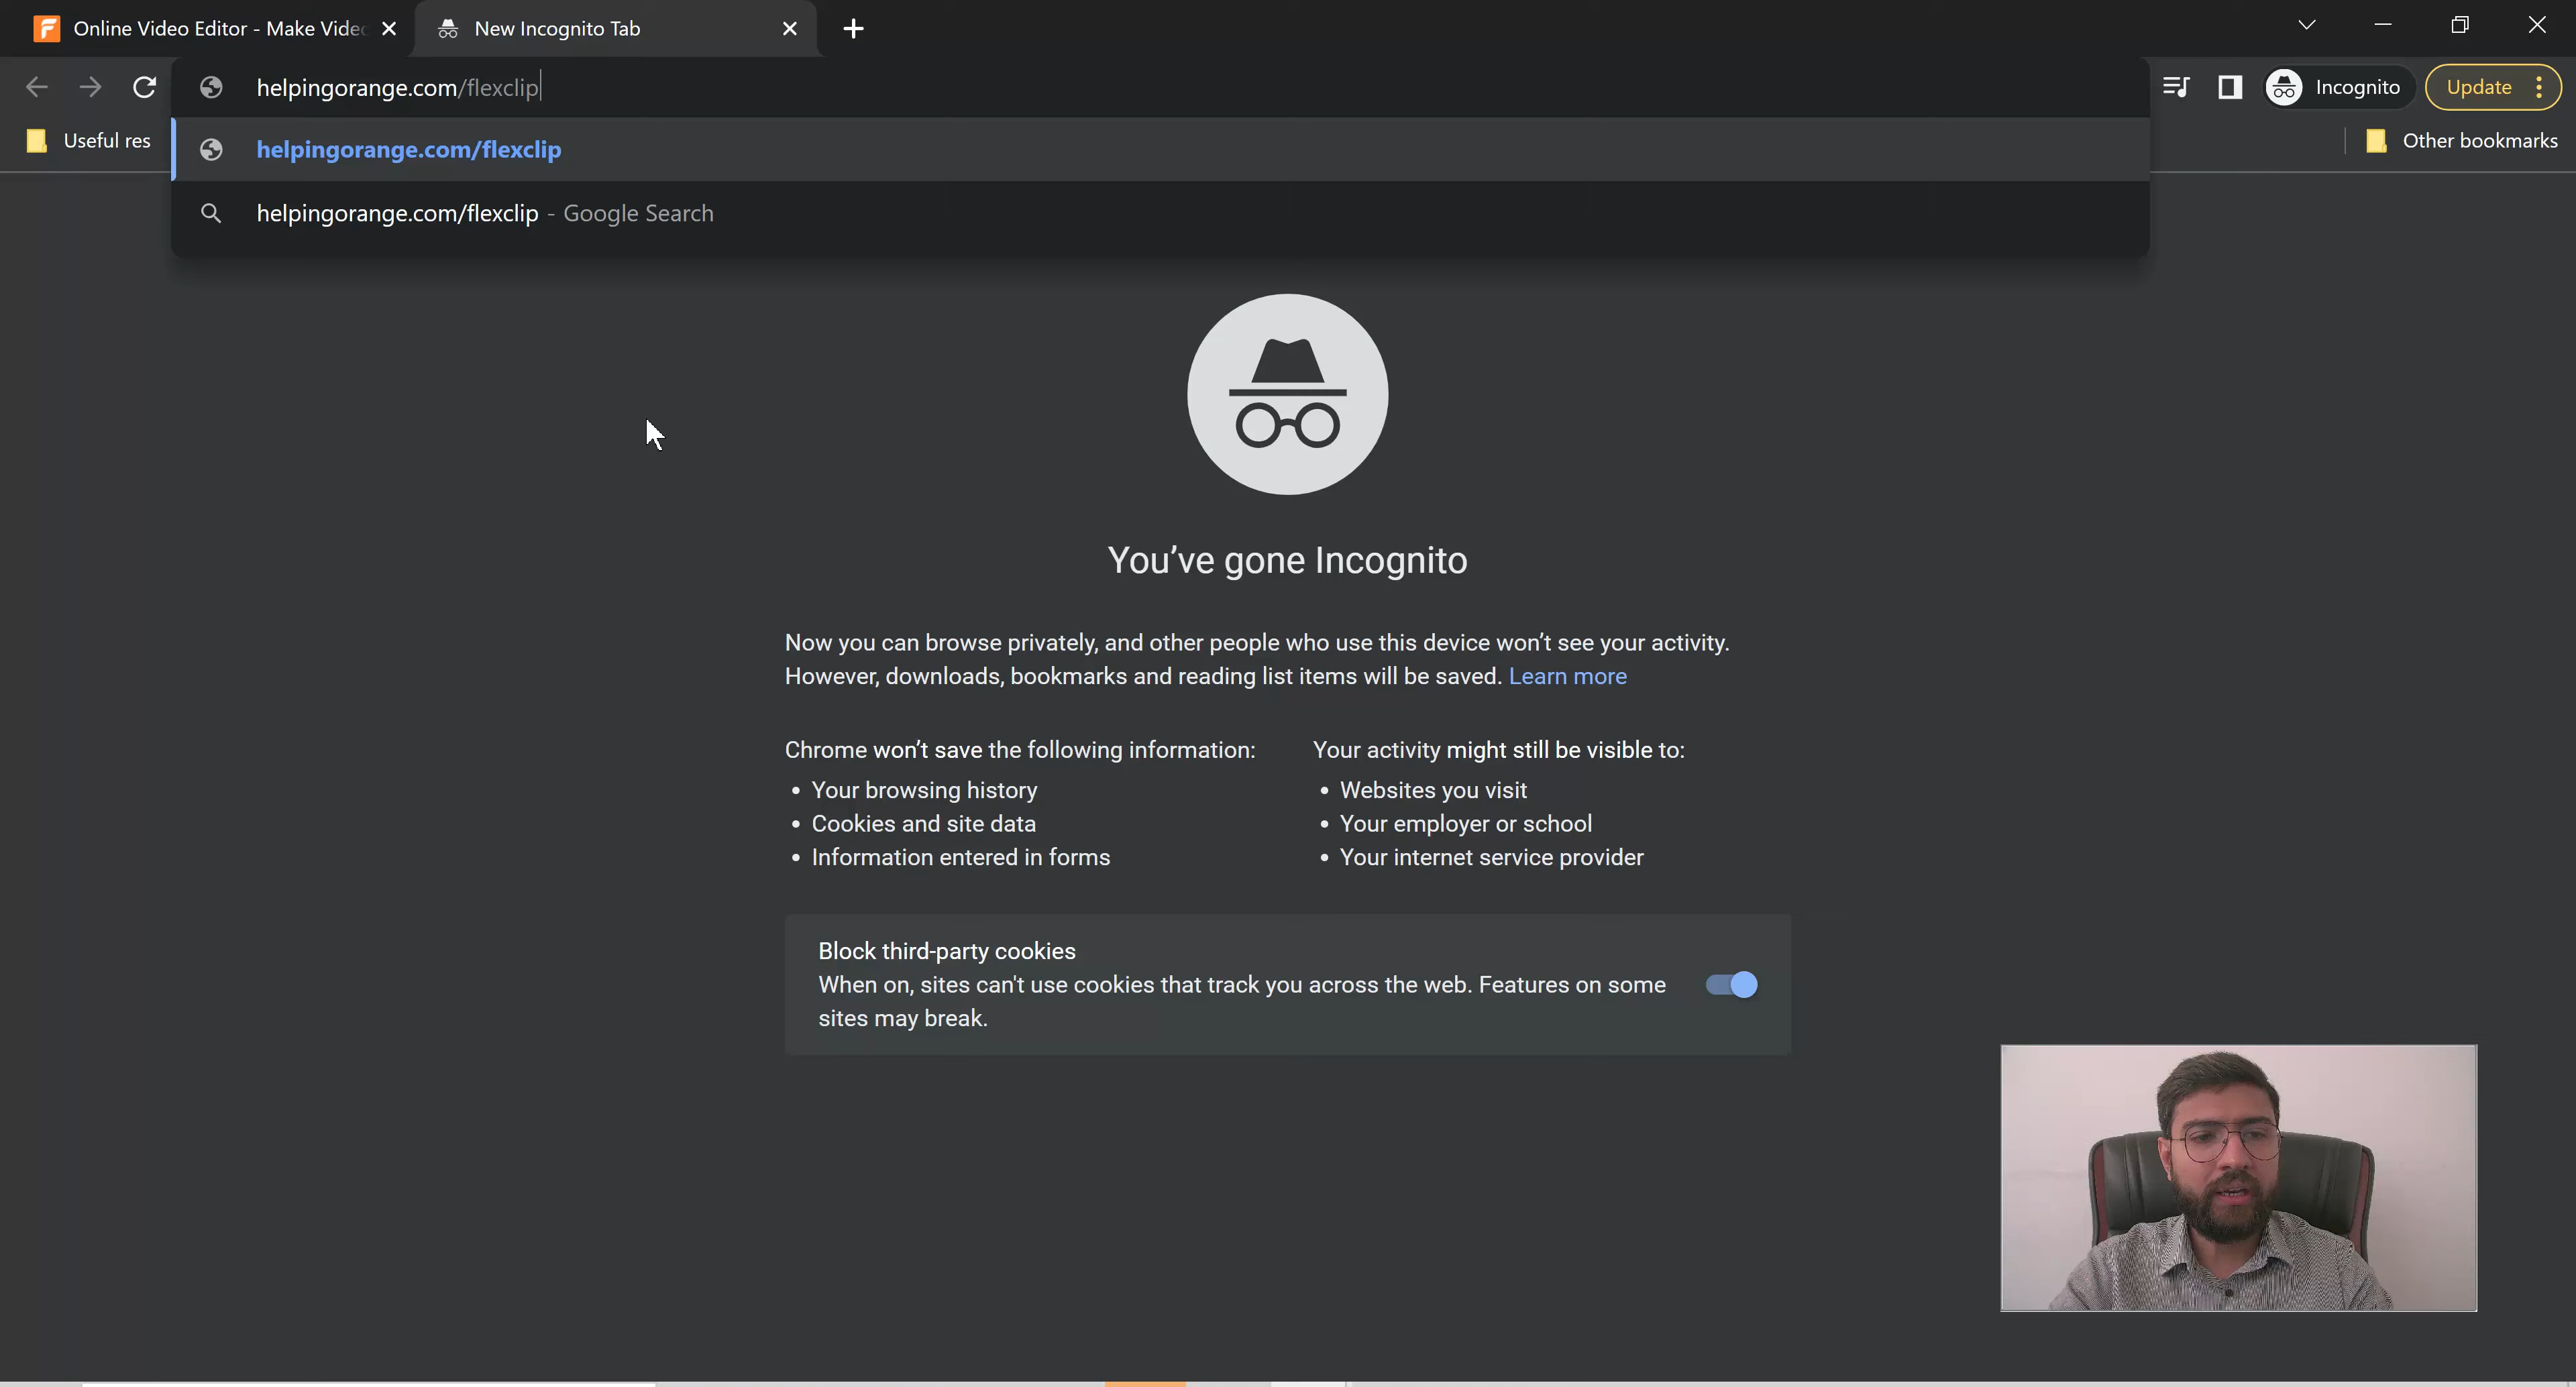 Online Video Editor - Make Vide
New Incognito Tab
helpingorange.com/flexclip
Incognito
Update
Useful res
Other bookmarks
helpingorange.com/flexclip
helpingorange.com/flexclip - Google Search
You've gone Incognito
Now you can browse privately, and other people who use this device won't see your activity.
However, downloads, bookmarks and reading list items will be saved. Learn more
Chrome won't save the following information:
• Your browsing history
• Cookies and site data
• Information entered in forms
Your activity might still be visible to:
• Websites you visit
• Your employer or school
• Your internet service provider
Block third-party cookies
When on, sites can't use cookies that track you across the web. Features on some
sites may break.